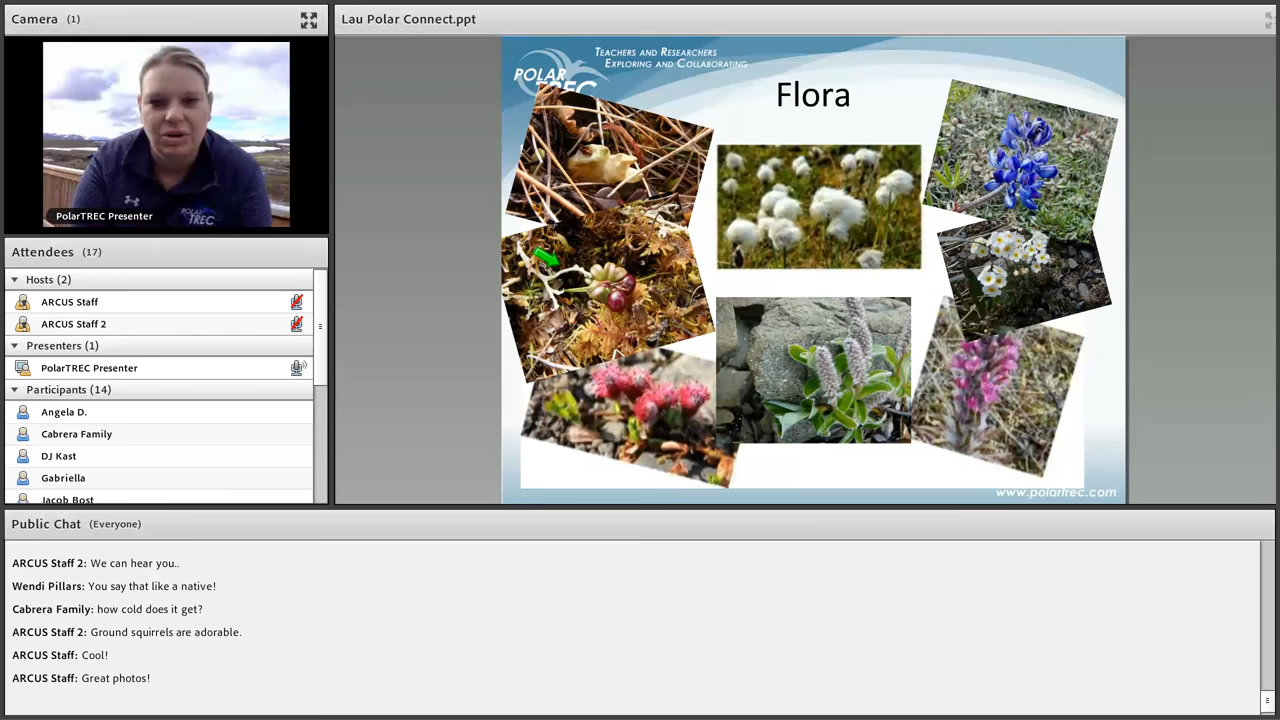 Camera (1)
PolarTREC Presenter
POLAR TREC
Attendees (17)
Hosts (2)
ARCUS Staff
ARCUS Staff 2
Presenters (1)
PolarTREC Presenter
Participants (14)
Angela D.
Cabrera Family
DJ Kast
Gabriella
Jacob Bost
Lau Polar Connect.ppt
POLAR
TREC
TEACHERS AND RESEARCHERS
EXPLORING AND COLLABORATING
Flora
www.polartrec.com
Public Chat (Everyone)
ARCUS Staff 2: We can hear you..
Wendi Pillars: You say that like a native!
Cabrera Family: how cold does it get?
ARCUS Staff 2: Ground squirrels are adorable.
ARCUS Staff: Cool!
ARCUS Staff: Great photos!